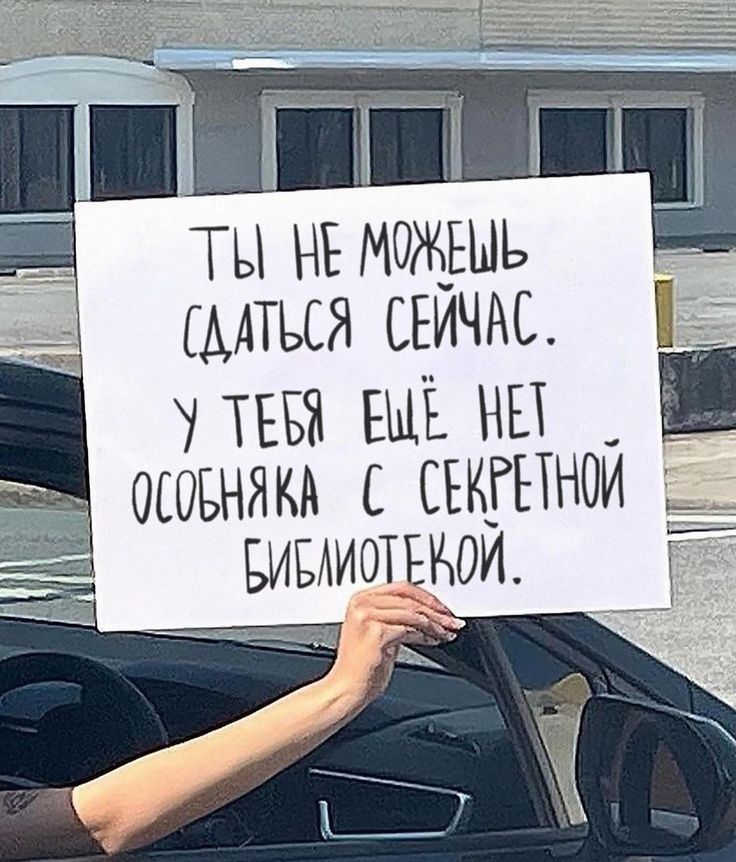 ТЫ НЕ МОЖЕШЬ
СДАТЬСЯ СЕЙЧАС.
У ТЕБЯ ЕЩЁ НЕТ
ОСОБНЯКА С СЕКРЕТНОЙ
БИБЛИОТЕКОЙ.